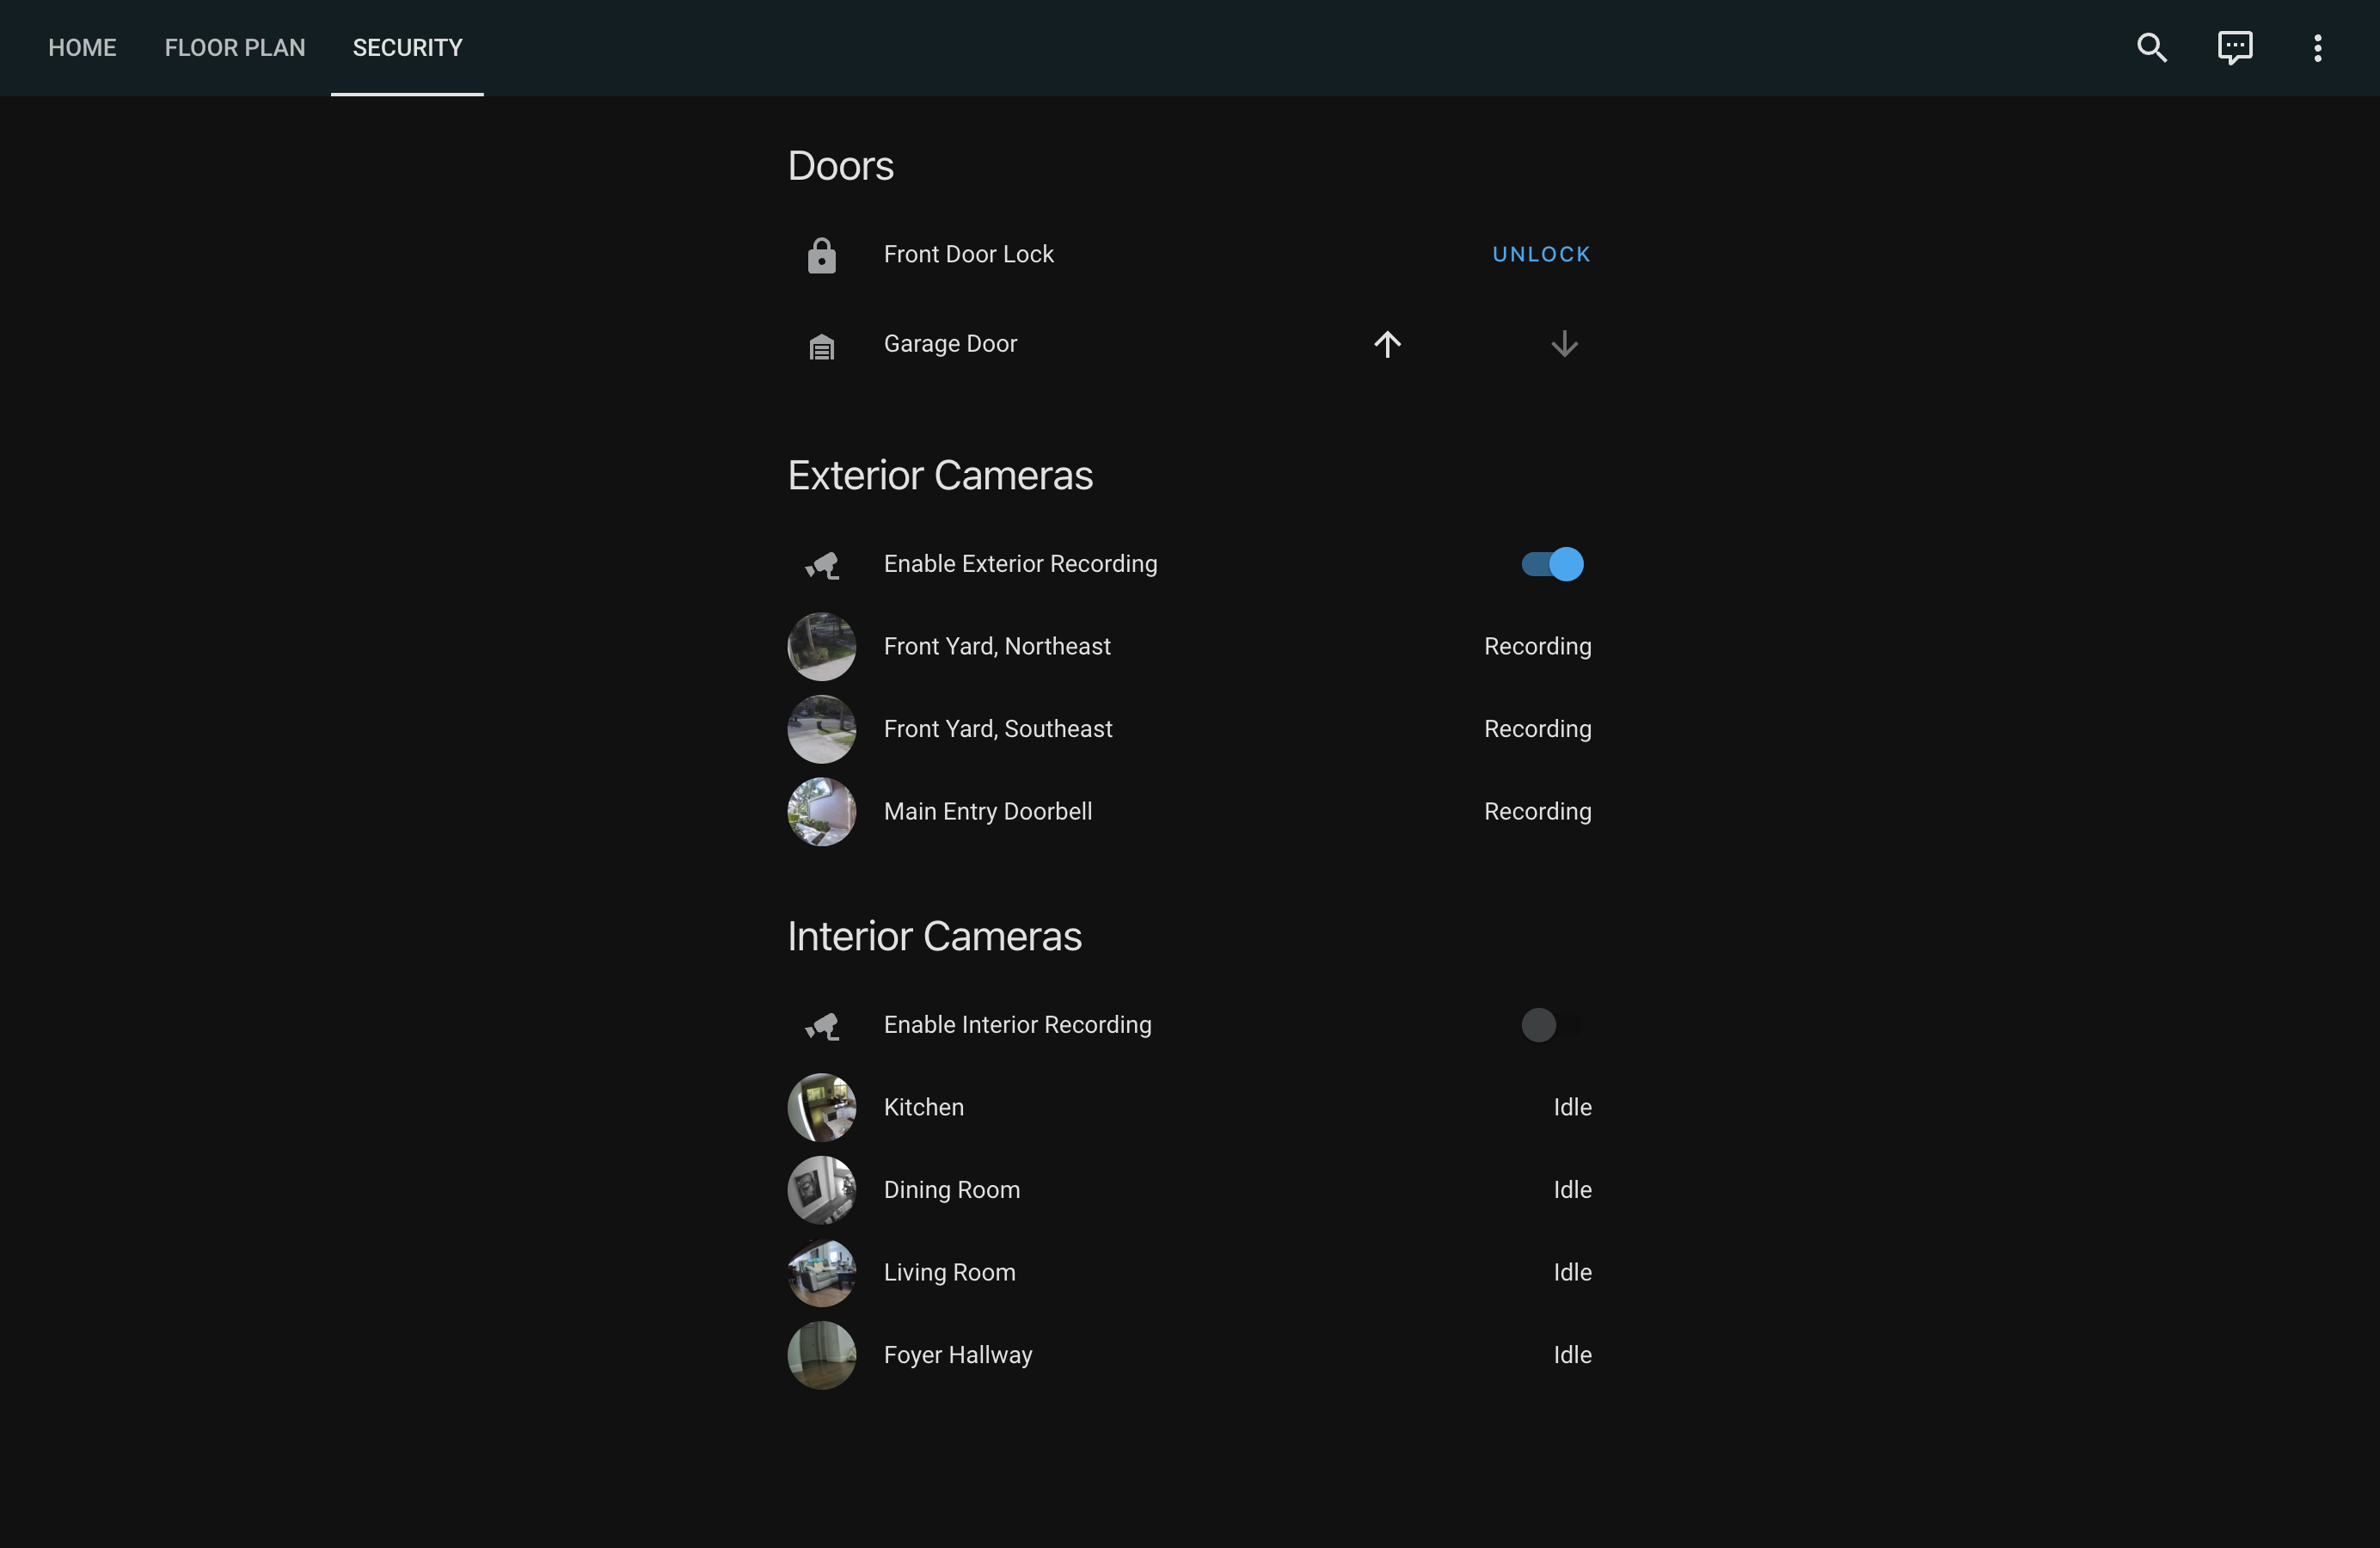 HOME FLOOR PLAN SECURITY
Doors
Front Door Lock UNLOCK
Garage Door
Exterior Cameras
Enable Exterior Recording
Front Yard, Northeast Recording
Front Yard, Southeast Recording
Main Entry Doorbell Recording
Interior Cameras
Enable Interior Recording
Kitchen Idle
Dining Room Idle
Living Room Idle
Foyer Hallway Idle